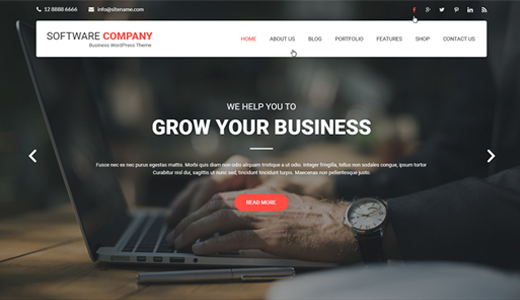 12 8888 6666 info@sitename.com
SOFTWARE COMPANY
Business WordPress Theme
HOME ABOUT US BLOG PORTFOLIO FEATURES SHOP CONTACT US
WE HELP YOU TO
GROW YOUR BUSINESS
Fusce nec ex nec purus egestas mattis. Morbi quis diam non odio aliquam tristique a ut odio. Integer fringilla, tellus non sodales congue, ipsum tortor
Curabitur nisl dui, sagittis ut nunc sed, tincidunt tincidunt turpis. Maecenas non pellentesque justo.
READ MORE